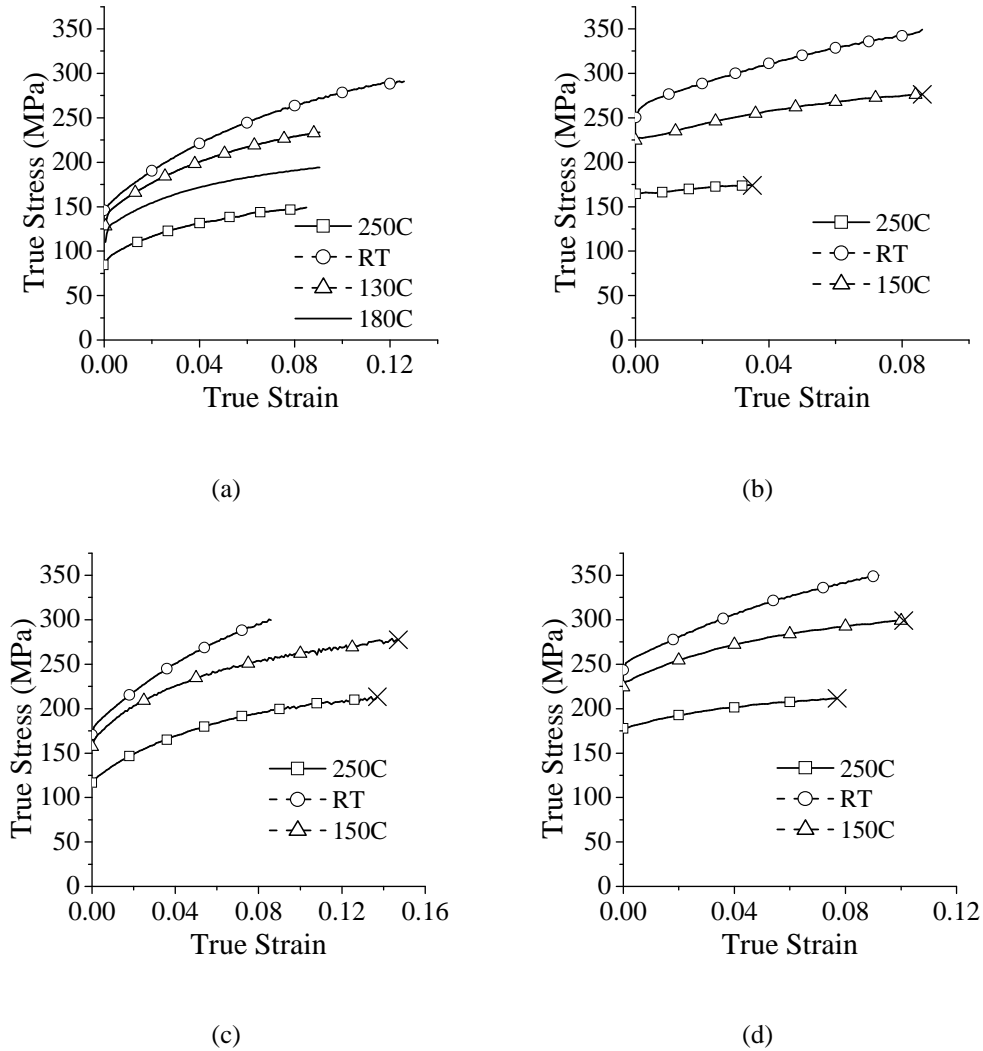 350
300
250
200
150
100
50
0
True Stress (MPa)
0.00 0.04 0.08 0.12
True Strain
250C
RT
130C
180C
(a)
350
300
250
200
150
100
50
0
True Stress (MPa)
0.00 0.04 0.08
True Strain
250C
RT
150C
(b)
350
300
250
200
150
100
50
0
True Stress (MPa)
0.00 0.04 0.08 0.12 0.16
True Strain
250C
RT
150C
(c)
350
300
250
200
150
100
50
0
True Stress (MPa)
0.00 0.04 0.08 0.12
True Strain
250C
RT
150C
(d)